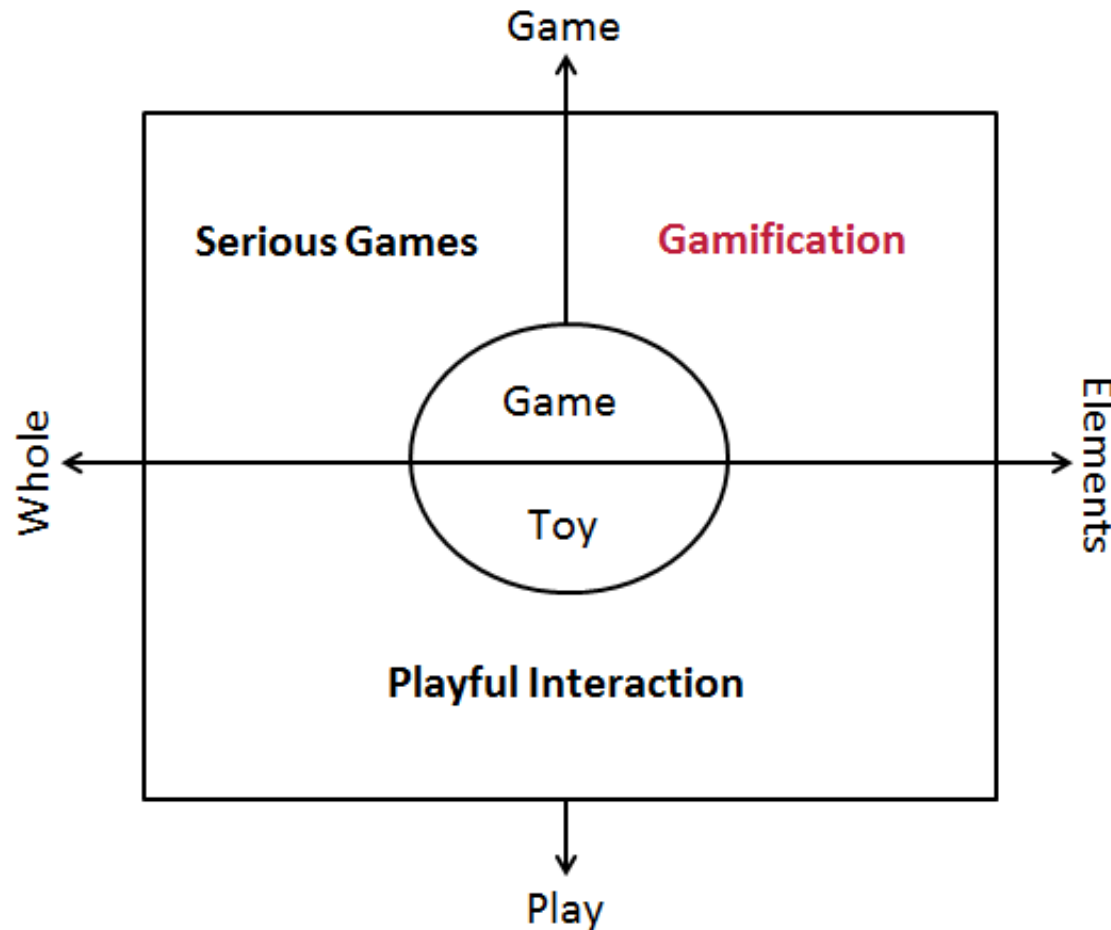 Game
Serious Games
Gamification
Game
Whole
Elements
Toy
Playful Interaction
Play